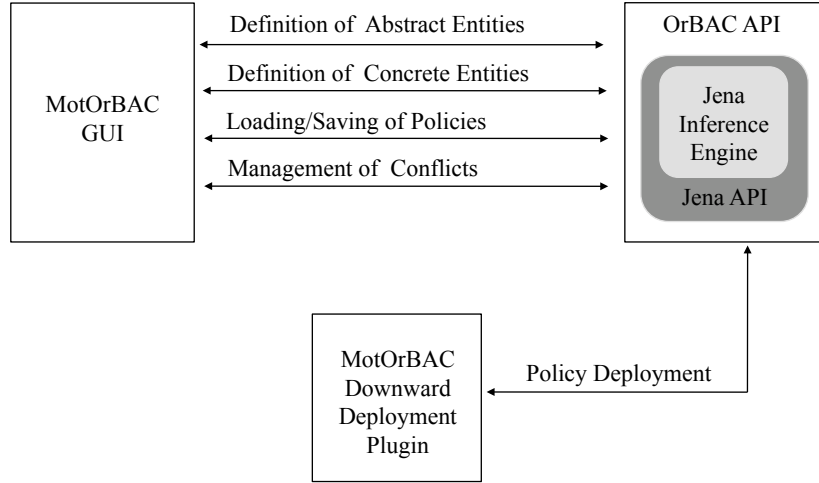 MotOrBAC
GUI
Definition of Abstract Entities
Definition of Concrete Entities
Loading/Saving of Policies
Management of Conflicts
OrBAC API
Jena
Inference
Engine
Jena API
MotOrBAC
Downward
Deployment
Plugin
Policy Deployment